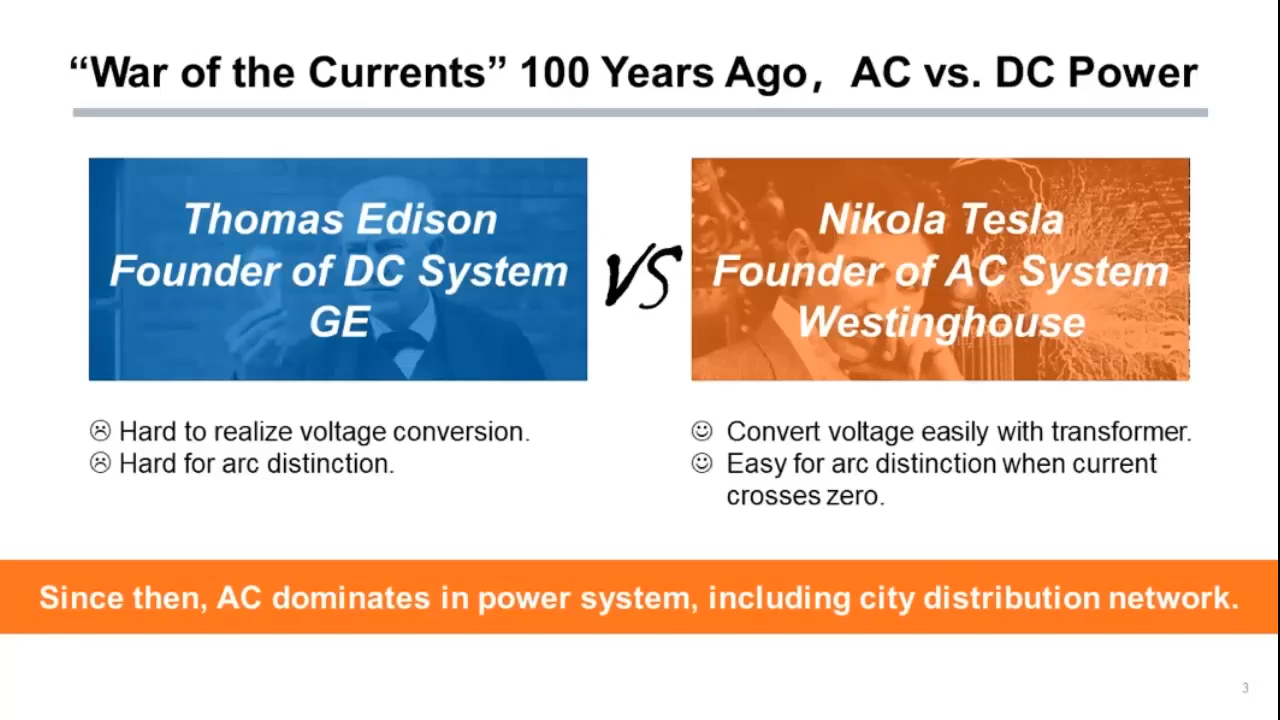 “War of the Currents” 100 Years Ago，AC vs. DC Power
Thomas Edison
Founder of DC System
GE
VS
Nikola Tesla
Founder of AC System
Westinghouse
☹ Hard to realize voltage conversion.
☹ Hard for arc distinction.
☺ Convert voltage easily with transformer.
☺ Easy for arc distinction when current
crosses zero.
Since then, AC dominates in power system, including city distribution network.
3